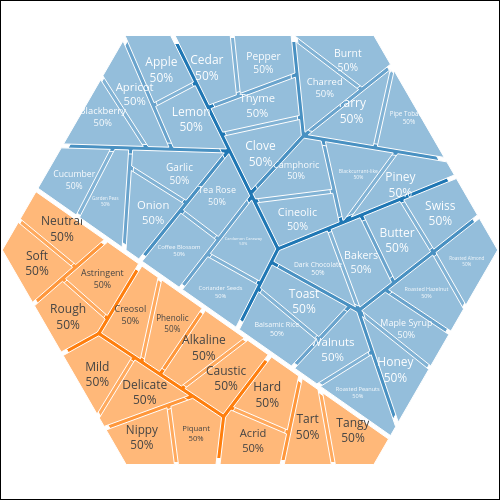 Apple
50%
Cedar
50%
Pepper
50%
Burnt
50%
Apricot
50%
Charred
50%
Blackberry
50%
Lemon
50%
Thyme
50%
Tarry
50%
Pipe Tobacco
50%
Clove
50%
Cucumber
50%
Garden Peas
50%
Garlic
50%
Tea Rose
50%
Camphoric
50%
Blackcurrant-like
50%
Piney
50%
Onion
50%
Cineolic
50%
Swiss
50%
Coffee Blossom
50%
50%
Butter
50%
Neutral
50%
Soft
50%
Astringent
50%
Coriander Seeds
50%
Dark Chocolate
50%
Bakers
50%
Roasted Almond
50%
Roasted Hazelnut
50%
Toast
50%
Rough
50%
Creosol
50%
Phenolic
50%
Balsamic Rice
50%
Maple Syrup
50%
Alkaline
50%
Walnuts
50%
Honey
50%
Mild
50%
Delicate
50%
Caustic
50%
Hard
50%
Roasted Peanuts
50%
Nippy
50%
Piquant
50%
Acrid
50%
Tart
50%
Tangy
50%